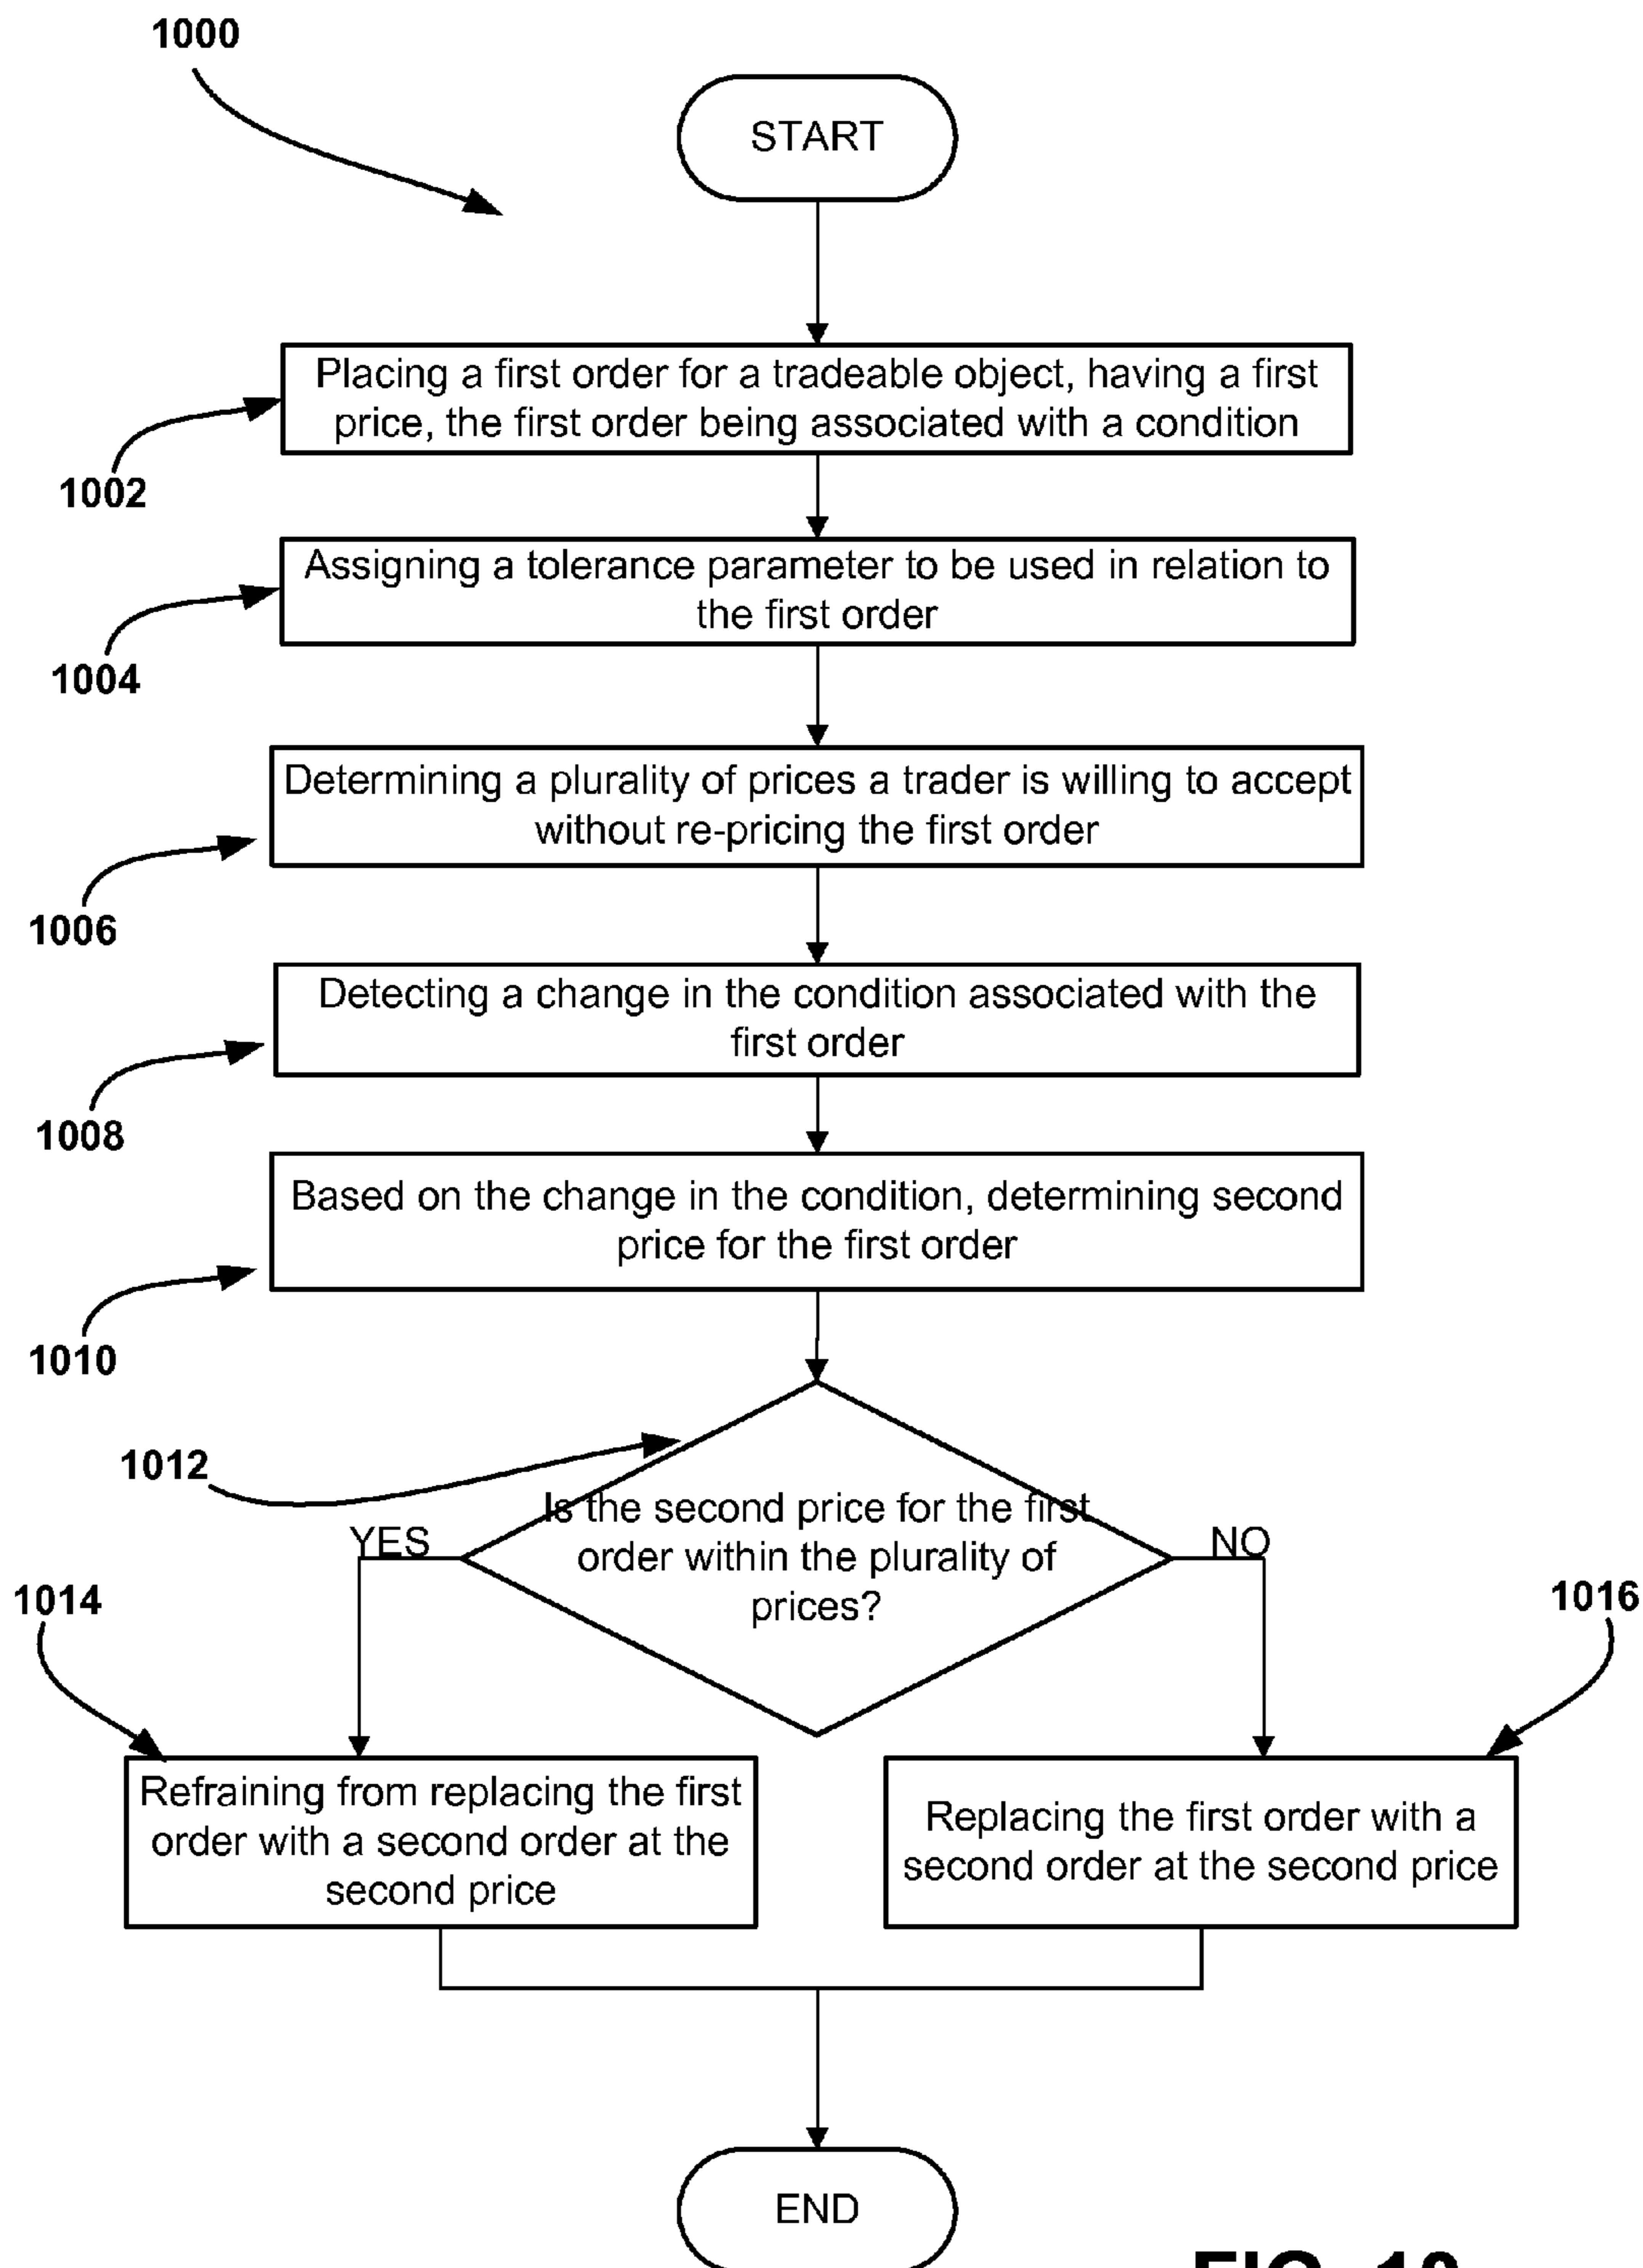 1000
START
Placing a first order for a tradeable object, having a first
price, the first order being associated with a condition
1002
Assigning a tolerance parameter to be used in relation to
the first order
1004
Determining a plurality of prices a trader is willing to accept
without re-pricing the first order
1006
Detecting a change in the condition associated with the
first order
1008
Based on the change in the condition, determining second
price for the first order
1010
1012
Is the second price for the first
order within the plurality of
prices?
YES
NO
1014
1016
Refraining from replacing the first
order with a second order at the
second price
Replacing the first order with a
second order at the second price
END